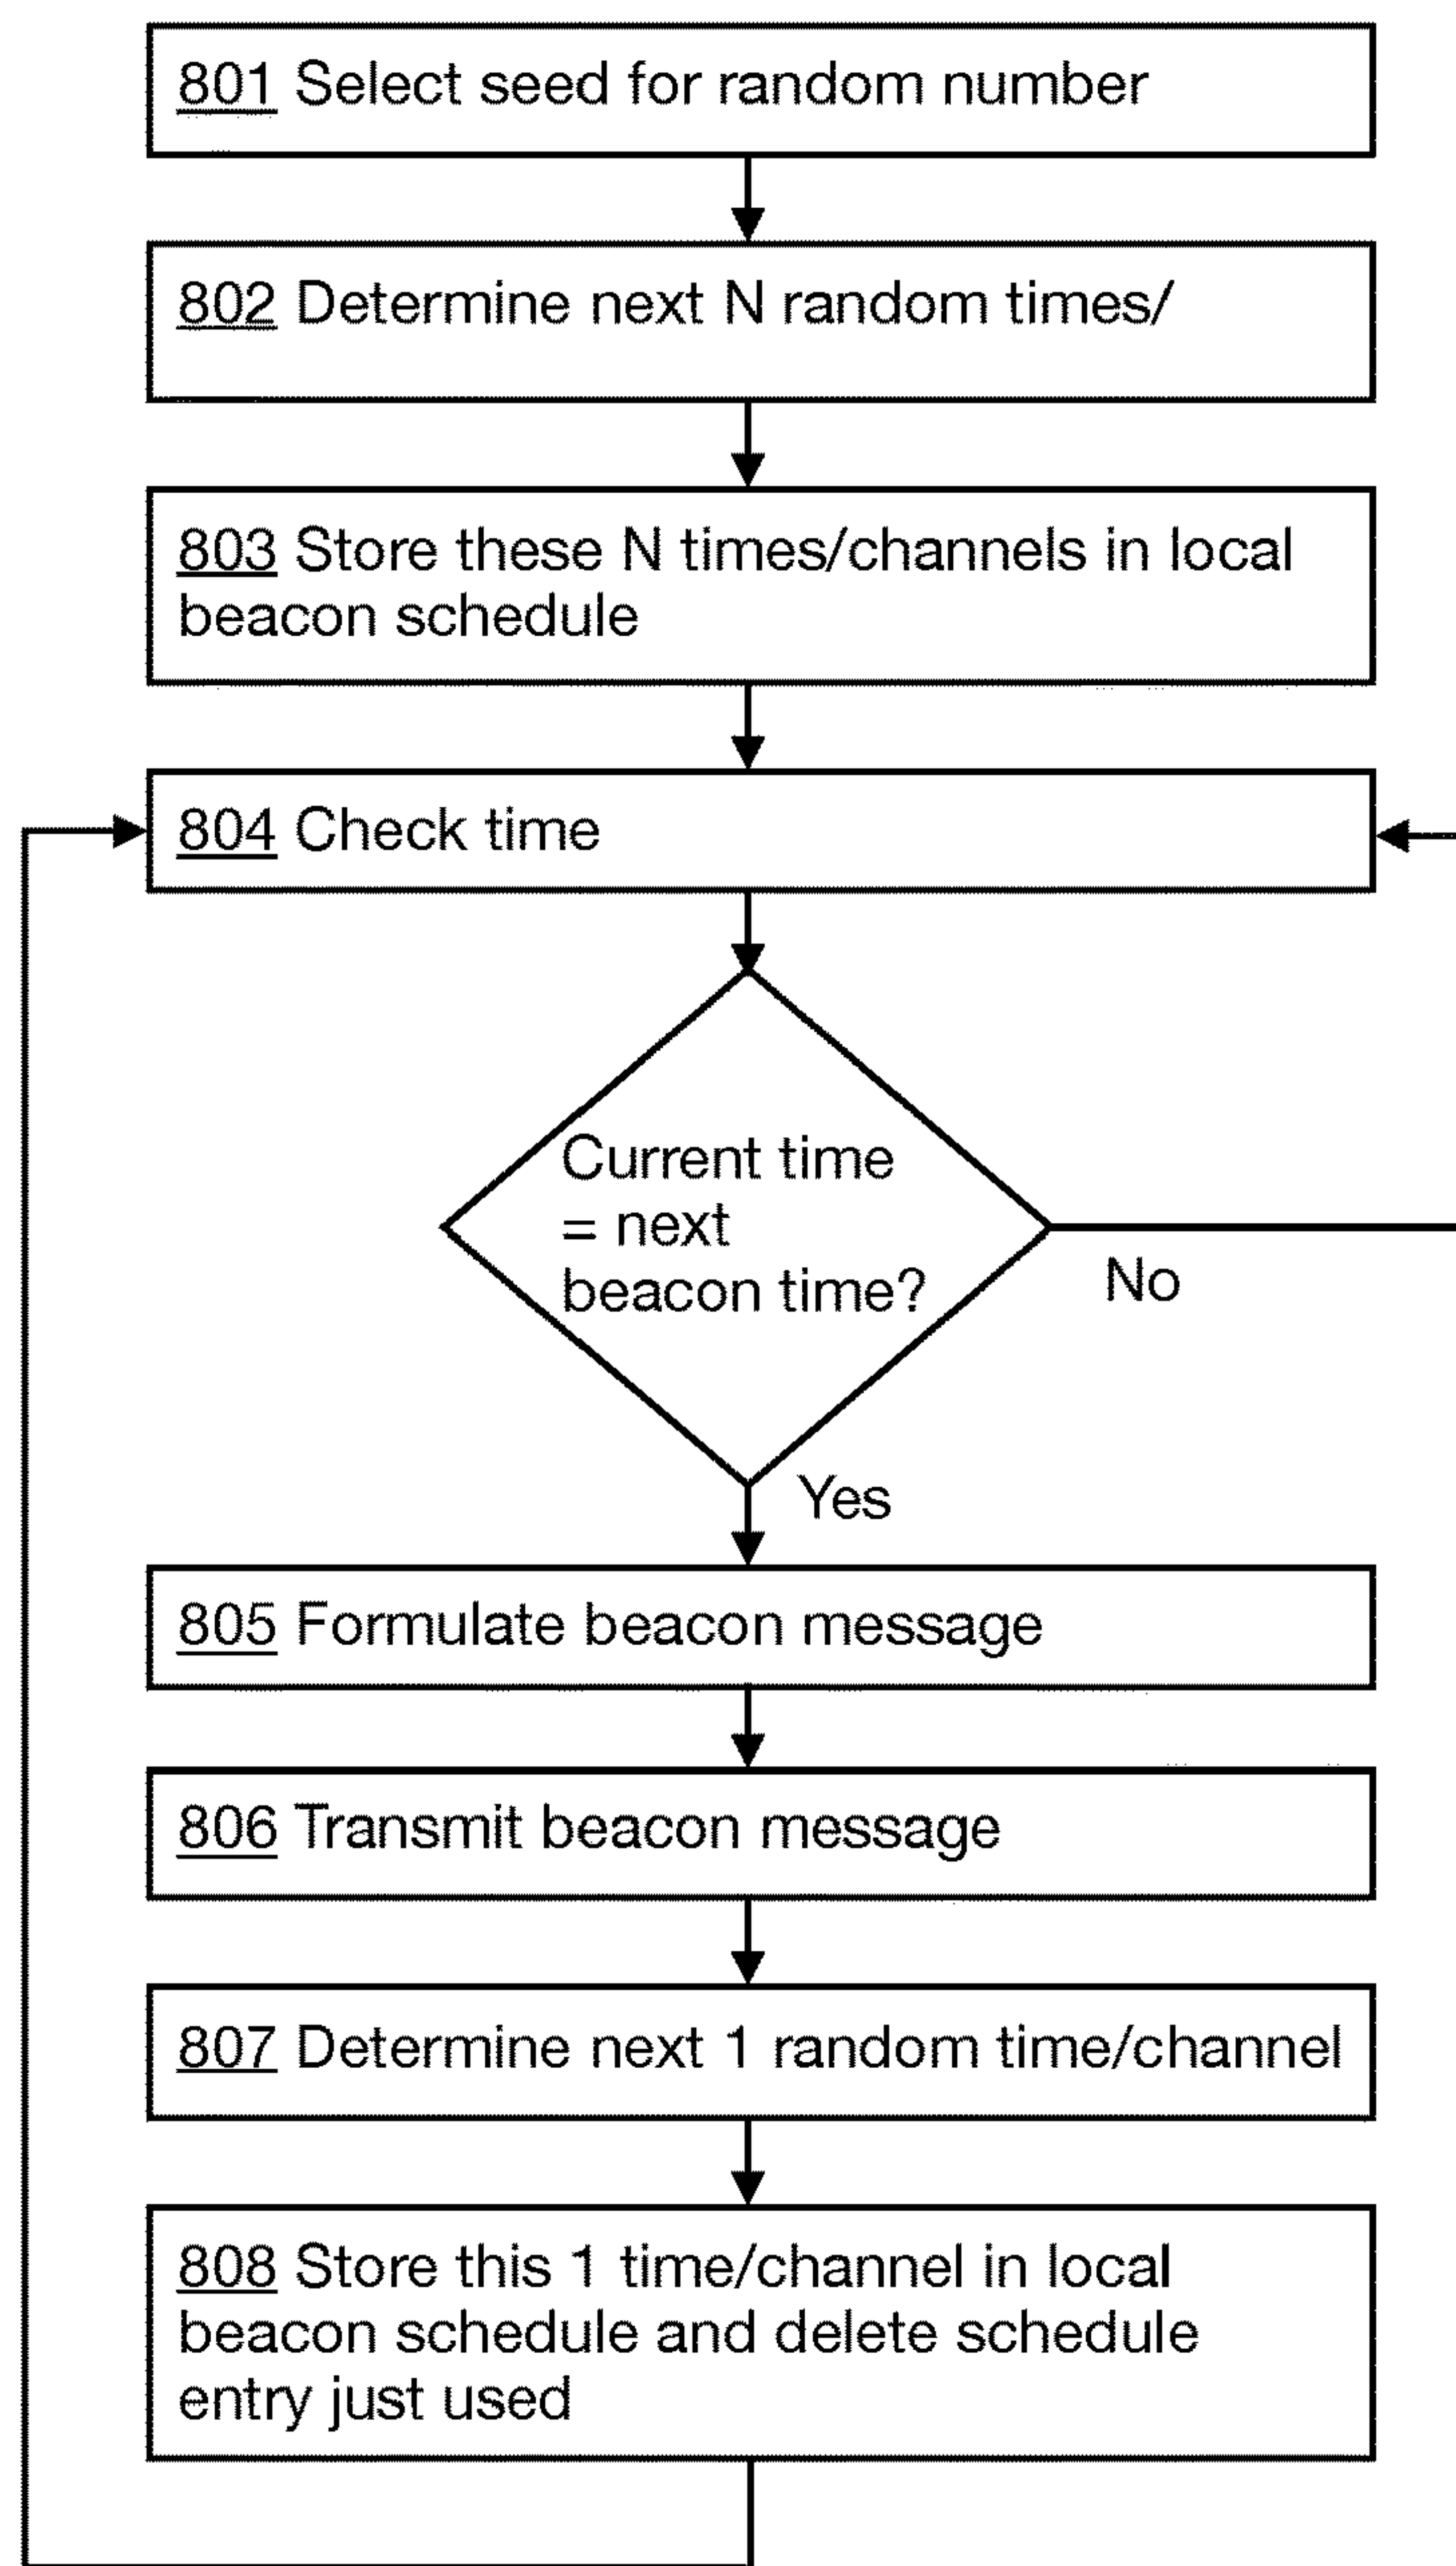 801 Select seed for random number
802 Determine next N random times/
803 Store these N times/channels in local
beacon schedule
804 Check time
Current time
= next
beacon time?
No
Yes
805 Formulate beacon message
806 Transmit beacon message
807 Determine next 1 random time/channel
808 Store this 1 time/channel in local
beacon schedule and delete schedule
entry just used